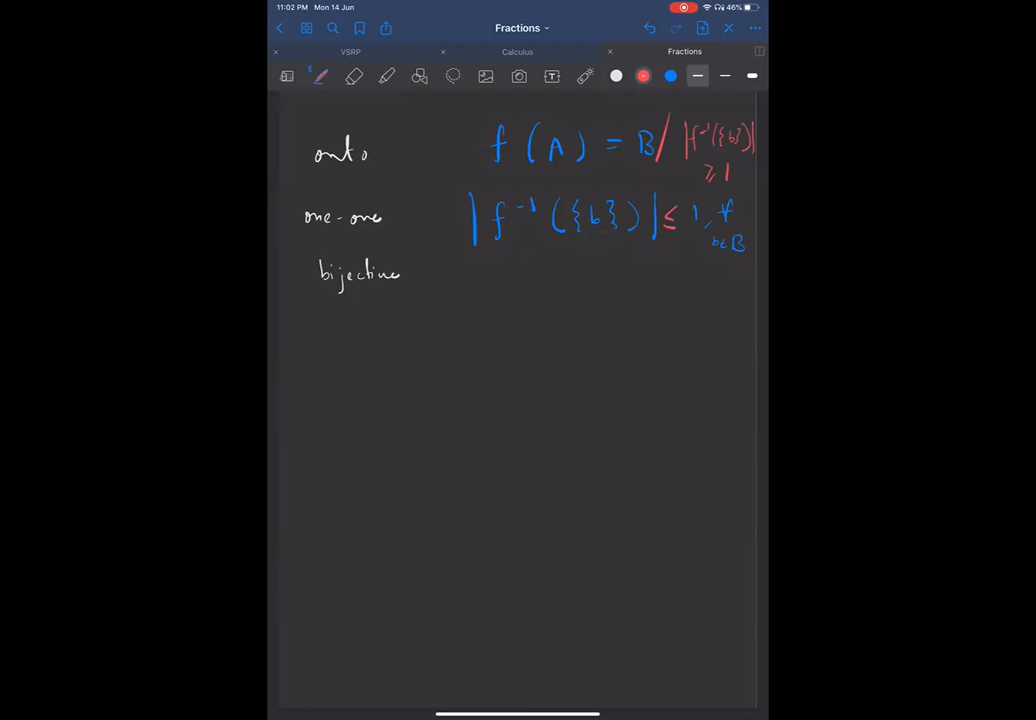 11:02 PM Mon 14 Jun 46%
Fractions
VSRP Calculus Fractions
onto f(A) = B / |f⁻¹({b})| ≥ 1
one-one |f⁻¹({b})| ≤ 1, ∀ b∈B
bijective